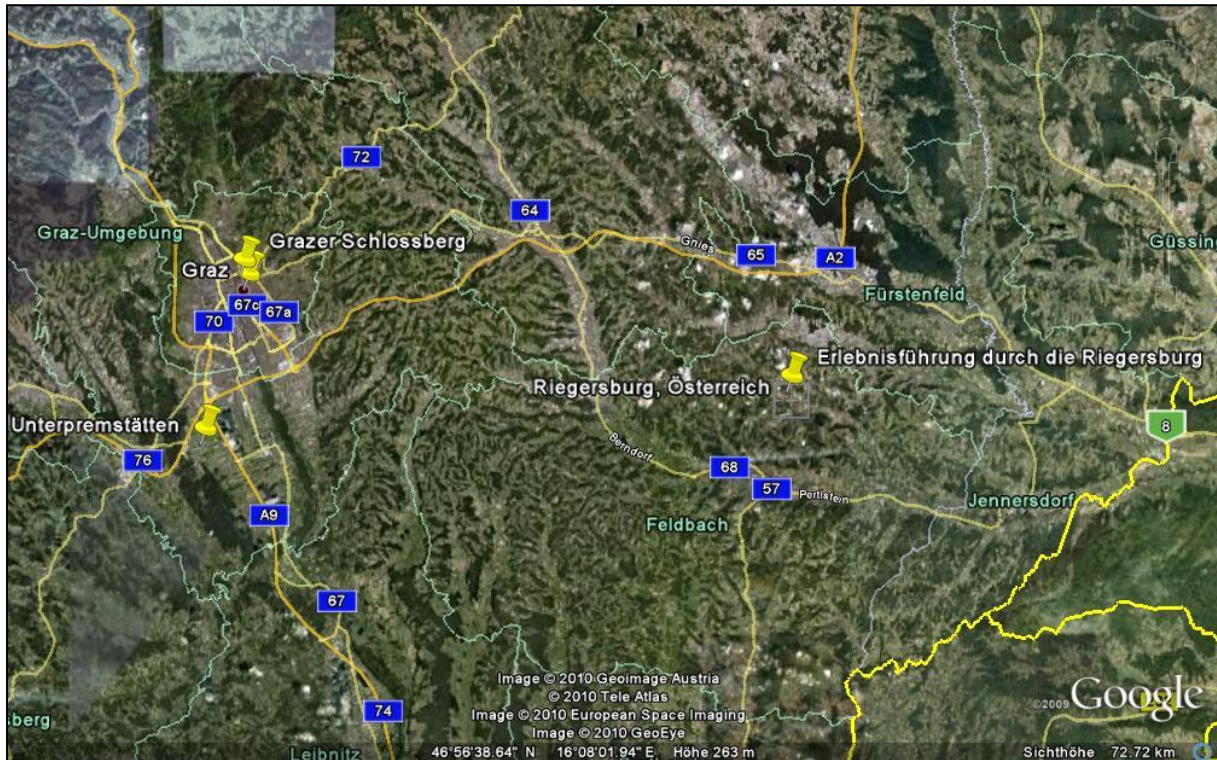 72
64
Graz-Umgebung
Grazer Schlossberg
Gnies
65
A2
Güssing
Graz
67c
67a
70
Fürstenfeld
Erlebnisführung durch die Riegersburg
Riegersburg, Österreich
Unterpremstätten
8
76
Berndorf
68
57
Pertlstein
A9
Jennersdorf
Feldbach
67
Image © 2010 Geoimage Austria
© 2010 Tele Atlas
74
Image © 2010 European Space Imaging
©2009 Google
sberg
Image © 2010 GeoEye
Leibnitz
46°56'38.64" N 16°08'01.94" E Höhe 263 m
Sichthöhe 72.72 km